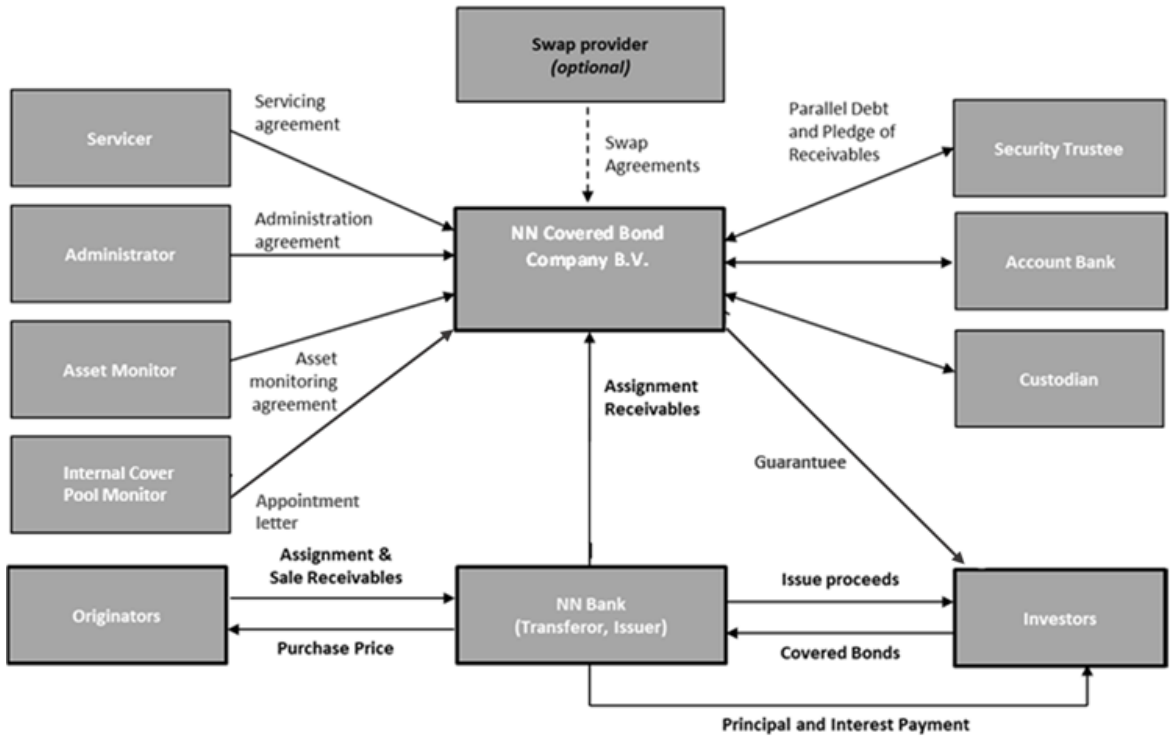 Swap provider
(optional)
Servicing
agreement
Servicer
Swap
Agreements
Parallel Debt
and Pledge of
Receivables
Security Trustee
Administration
agreement
Administrator
NN Covered Bond
Company B.V.
Account Bank
Asset Monitor
Asset
monitoring
agreement
Assignment
Receivables
Custodian
Internal Cover
Pool Monitor
Appointment
letter
Guarantuee
Assignment &
Sale Receivables
Originators
Purchase Price
NN Bank
(Transferor, Issuer)
Issue proceeds
Covered Bonds
Investors
Principal and Interest Payment